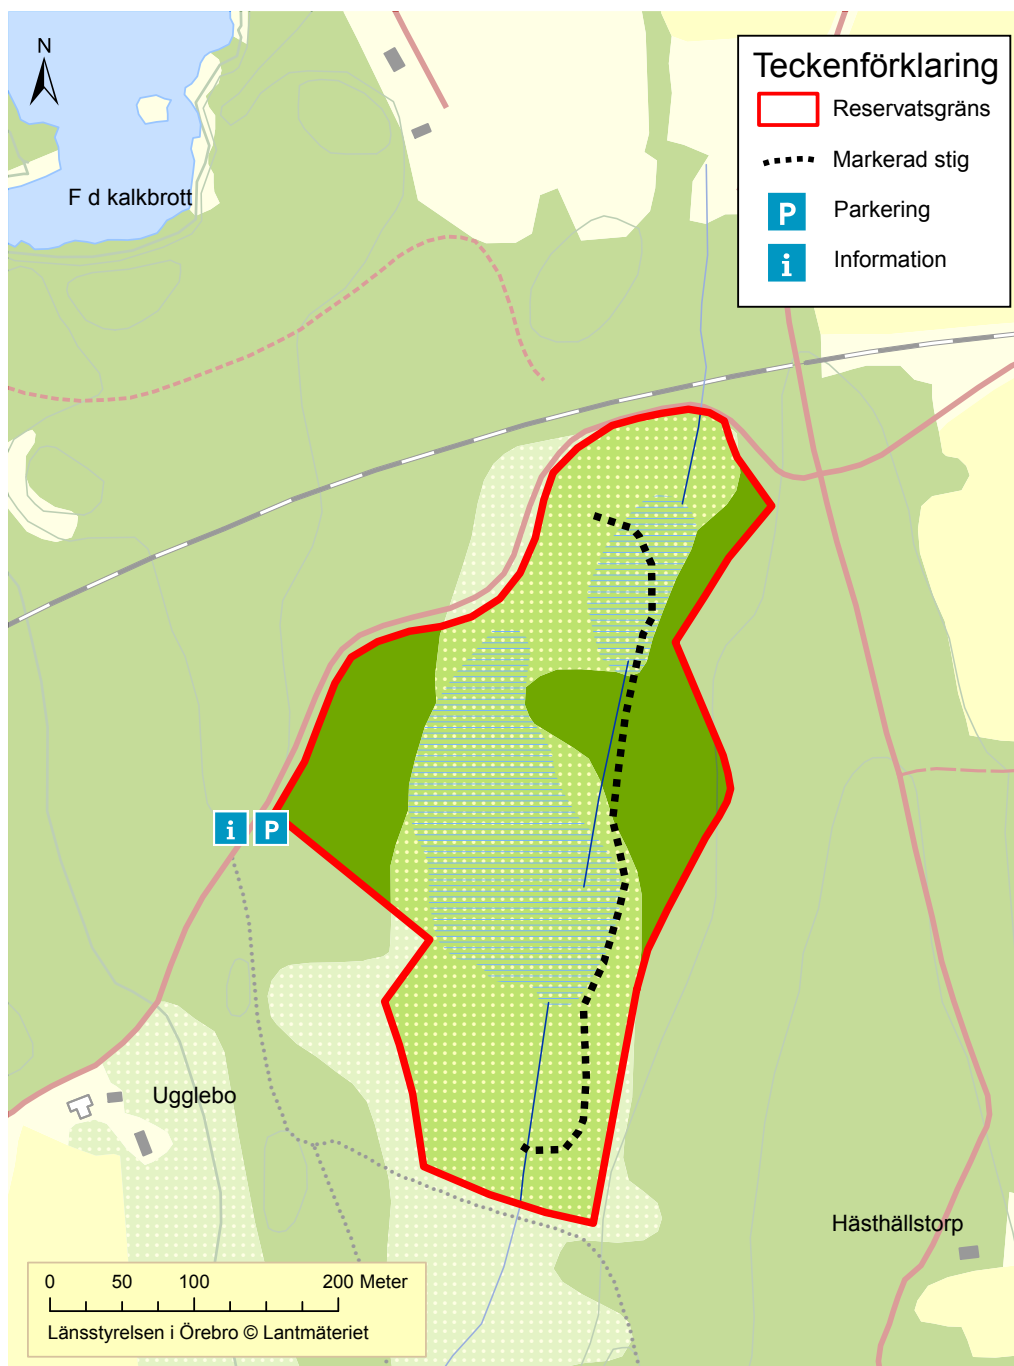 N
F d kalkbrott
Teckenförklaring
Reservatsgräns
Markerad stig
P Parkering
i Information
i P
Ugglebo
Hästhällstorp
0 50 100 200 Meter
Länsstyrelsen i Örebro © Lantmäteriet